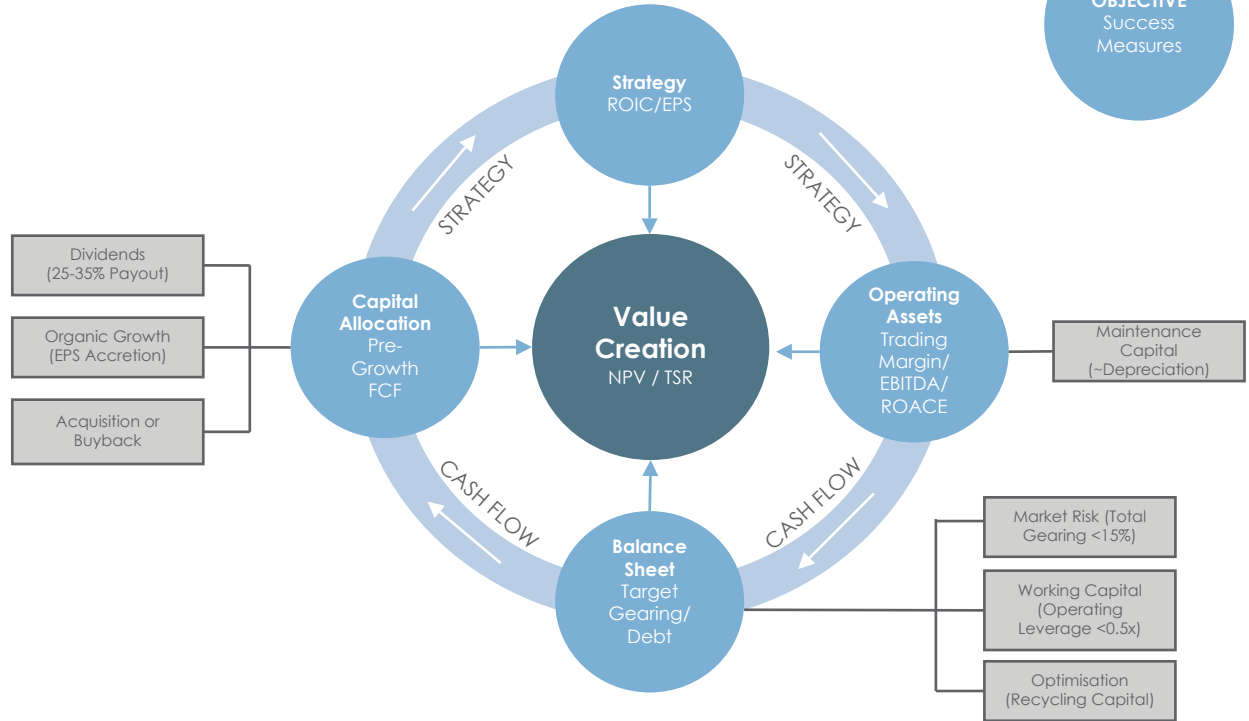 OBJECTIVE
Success
Measures
Strategy
ROIC/EPS
STRATEGY
STRATEGY
Dividends
(25-35% Payout)
Organic Growth
(EPS Accretion)
Acquisition or
Buyback
Capital
Allocation
Pre-
Growth
FCF
Value
Creation
NPV / TSR
Operating
Assets
Trading
Margin/
EBITDA/
ROACE
Maintenance
Capital
(~Depreciation)
CASH FLOW
CASH FLOW
Balance
Sheet
Target
Gearing/
Debt
Market Risk (Total
Gearing <15%)
Working Capital
(Operating
Leverage <0.5x)
Optimisation
(Recycling Capital)